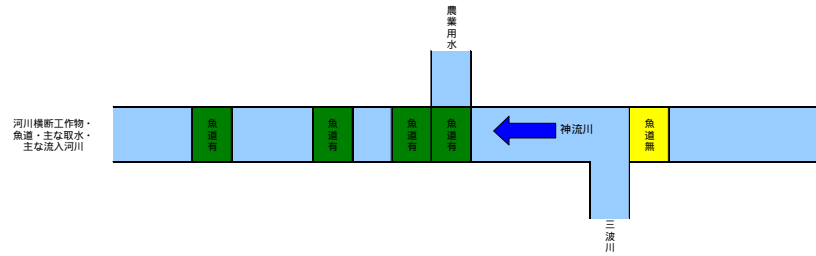 農業用水
河川横断工作物・
魚道・主な取水・
主な流入河川
魚道有
魚道有
魚道有
魚道有
神流川
魚道無
三波川